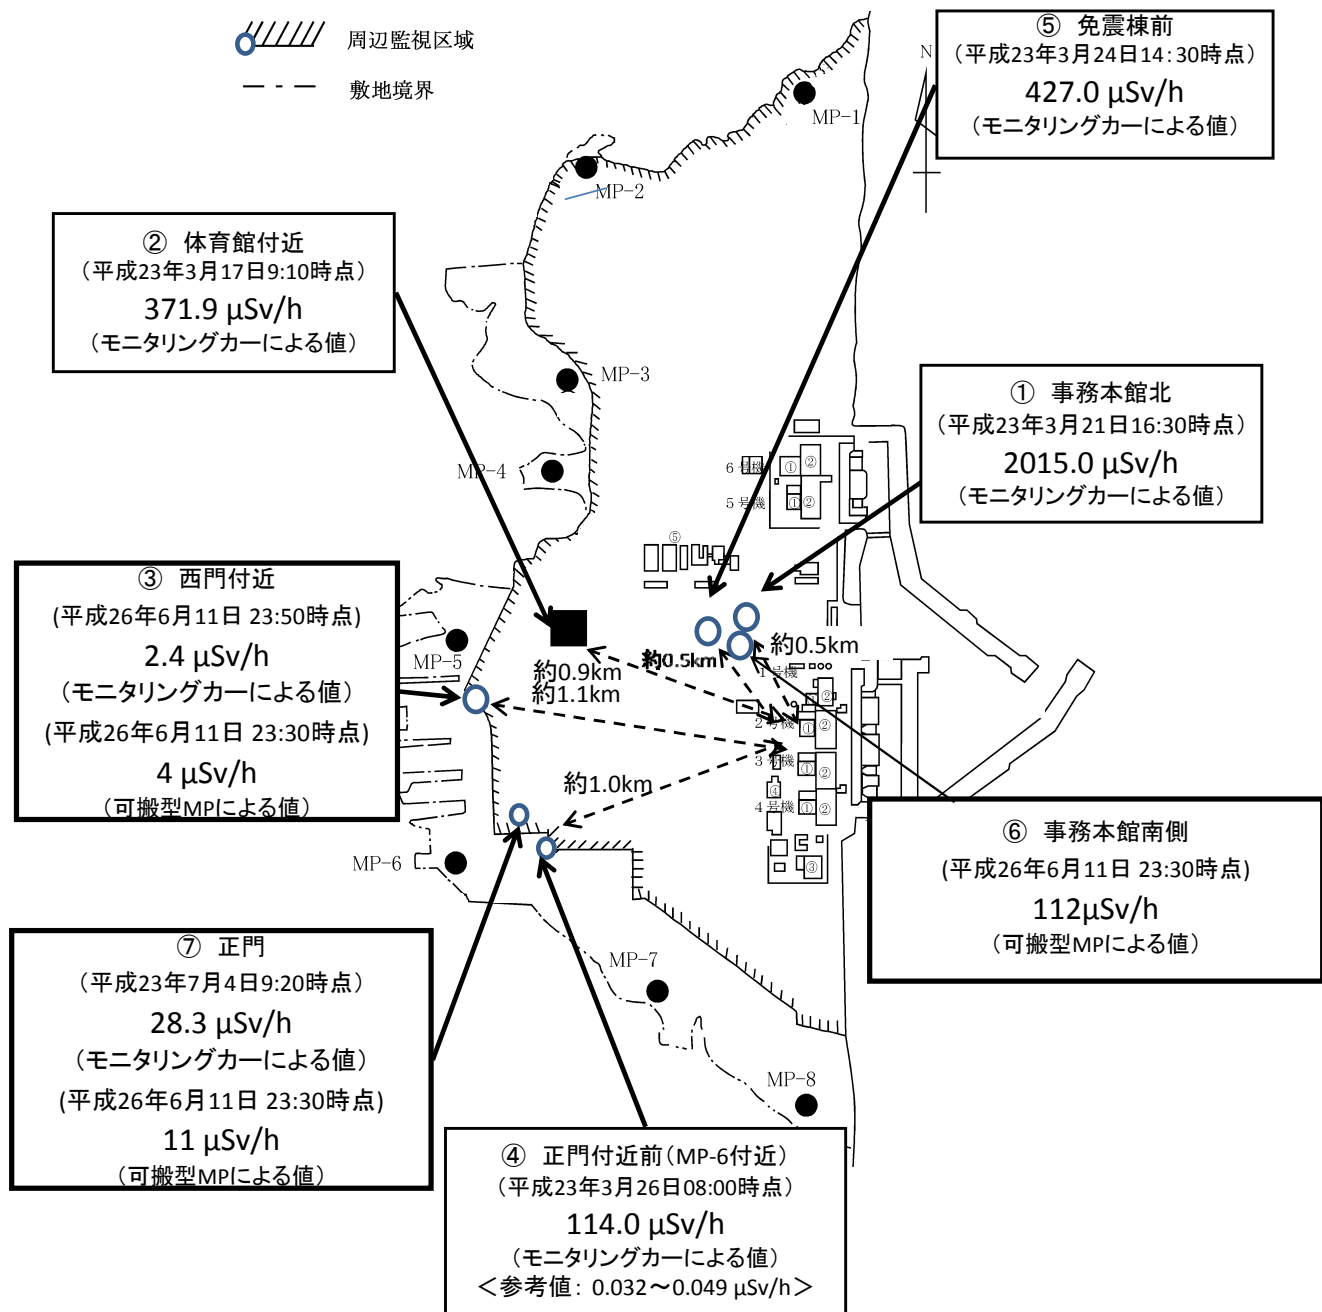 周辺監視区域
敷地境界
⑤ 免震棟前
(平成23年3月24日14:30時点)
427.0 μSv/h
(モニタリングカーによる値)
N
MP-1
MP-2
② 体育館付近
(平成23年3月17日9:10時点)
371.9 μSv/h
(モニタリングカーによる値)
MP-3
MP-4
① 事務本館北
(平成23年3月21日16:30時点)
2015.0 μSv/h
(モニタリングカーによる値)
6号機
① ②
5号機
① ②
⑤
③ 西門付近
(平成26年6月11日 23:50時点)
2.4 μSv/h
(モニタリングカーによる値)
(平成26年6月11日 23:30時点)
4 μSv/h
(可搬型MPによる値)
MP-5
約0.9km
約1.1km
約0.5km
約0.5km
1号機
②
2号機
① ②
3号機
① ②
④
4号機
① ②
③
約1.0km
MP-6
⑥ 事務本館南側
(平成26年6月11日 23:30時点)
112μSv/h
(可搬型MPによる値)
⑦ 正門
(平成23年7月4日9:20時点)
28.3 μSv/h
(モニタリングカーによる値)
(平成26年6月11日 23:30時点)
11 μSv/h
(可搬型MPによる値)
MP-7
MP-8
④ 正門付近前(MP-6付近)
(平成23年3月26日08:00時点)
114.0 μSv/h
(モニタリングカーによる値)
<参考値: 0.032~0.049 μSv/h>